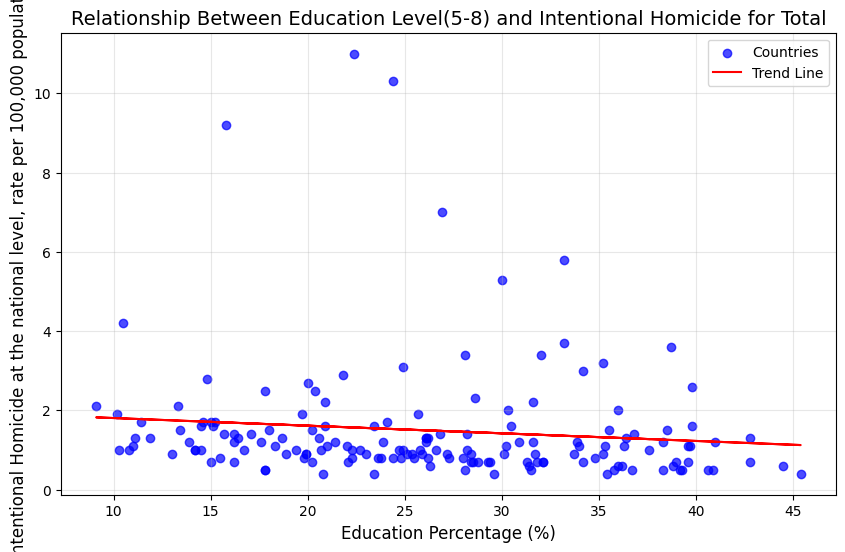 Relationship Between Education Level(5-8) and Intentional Homicide for Total
Countries
Trend Line
ntentional Homicide at the national level, rate per 100,000 populat
10
8
6
4
2
0
10 15 20 25 30 35 40 45
Education Percentage (%)